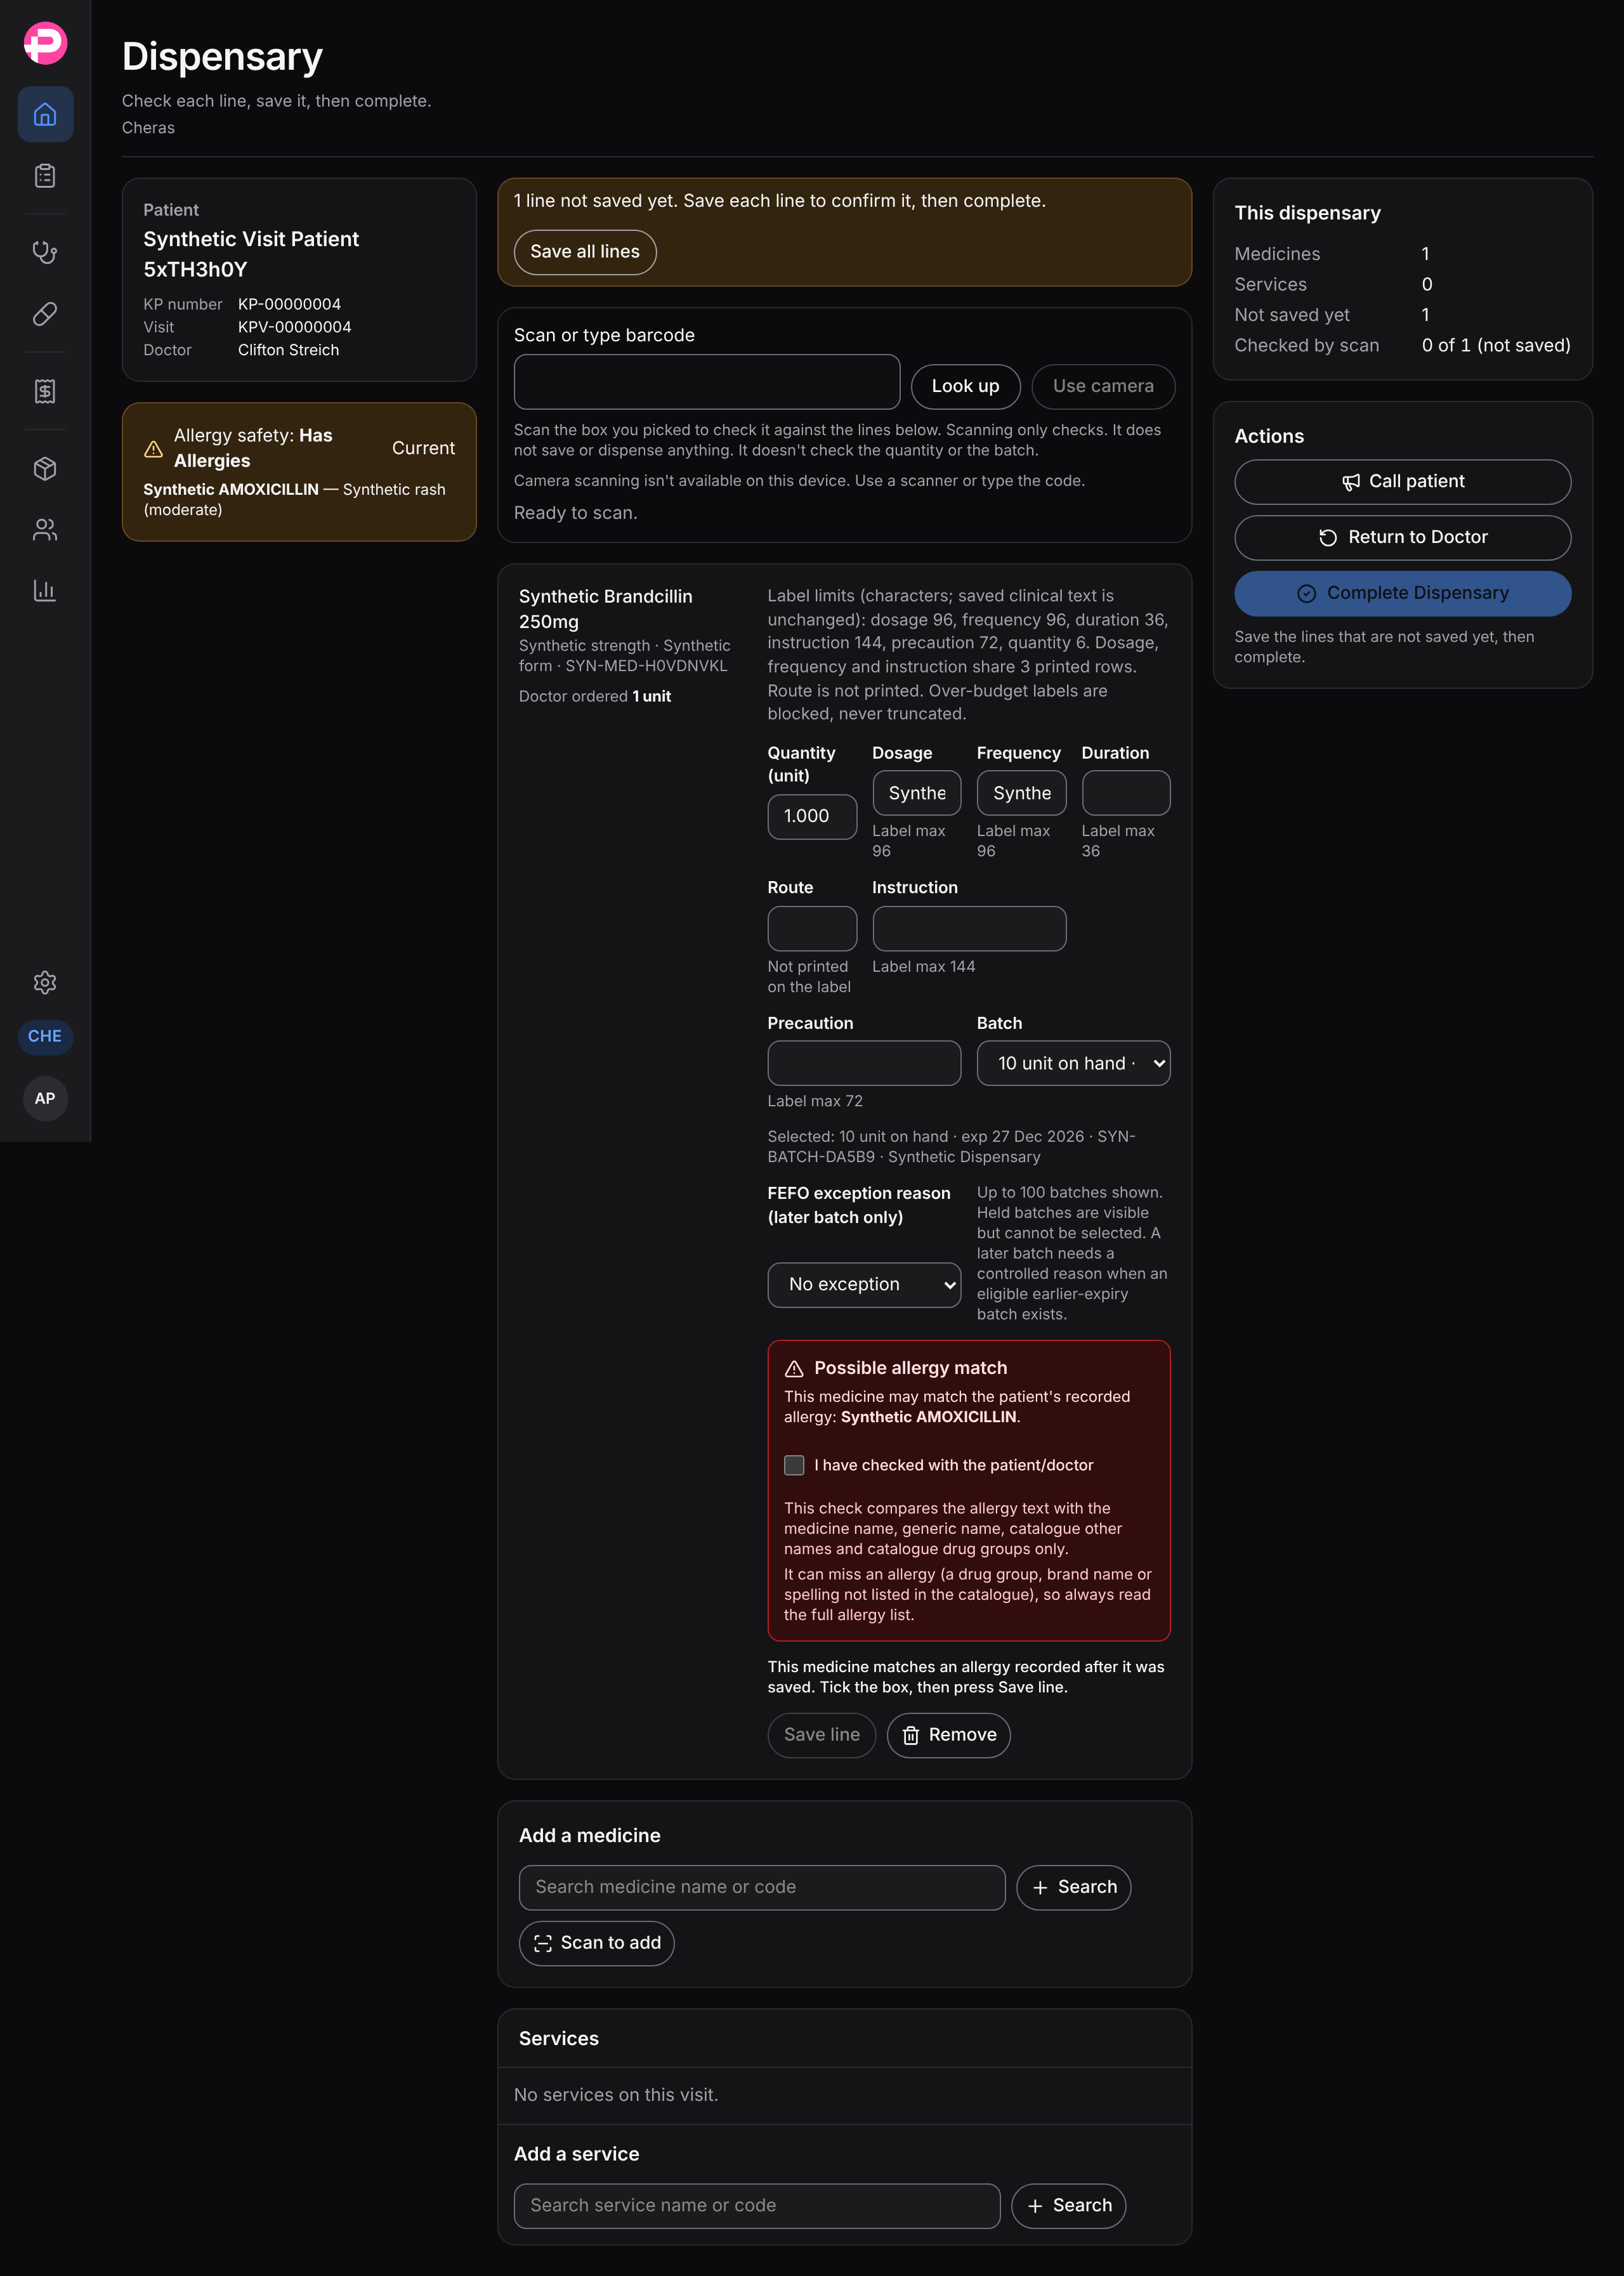 Dispensary
Check each line, save it, then complete.
Cheras
Patient
Synthetic Visit Patient
5xTH3h0Y
KP number KP-00000004
Visit KPV-00000004
Doctor Clifton Streich
Allergy safety: Has
Allergies
Current
Synthetic AMOXICILLIN — Synthetic rash
(moderate)
1 line not saved yet. Save each line to confirm it, then complete.
Save all lines
Scan or type barcode
Look up
Use camera
Scan the box you picked to check it against the lines below. Scanning only checks. It does
not save or dispense anything. It doesn't check the quantity or the batch.
Camera scanning isn't available on this device. Use a scanner or type the code.
Ready to scan.
Synthetic Brandcillin
250mg
Synthetic strength · Synthetic
form · SYN-MED-H0VDNVKL
Doctor ordered 1 unit
Label limits (characters; saved clinical text is
unchanged): dosage 96, frequency 96, duration 36,
instruction 144, precaution 72, quantity 6. Dosage,
frequency and instruction share 3 printed rows.
Route is not printed. Over-budget labels are
blocked, never truncated.
Quantity
(unit)
1.000
Dosage
Synthe
Label max
96
Frequency
Synthe
Label max
96
Duration
Label max
36
Route
Not printed
on the label
Instruction
Label max 144
Precaution
Label max 72
Batch
10 unit on hand ·
Selected: 10 unit on hand · exp 27 Dec 2026 · SYN-
BATCH-DA5B9 · Synthetic Dispensary
FEFO exception reason
(later batch only)
No exception
Up to 100 batches shown.
Held batches are visible
but cannot be selected. A
later batch needs a
controlled reason when an
eligible earlier-expiry
batch exists.
Possible allergy match
This medicine may match the patient's recorded
allergy: Synthetic AMOXICILLIN.
I have checked with the patient/doctor
This check compares the allergy text with the
medicine name, generic name, catalogue other
names and catalogue drug groups only.
It can miss an allergy (a drug group, brand name or
spelling not listed in the catalogue), so always read
the full allergy list.
This medicine matches an allergy recorded after it was
saved. Tick the box, then press Save line.
Save line
Remove
Add a medicine
Search medicine name or code
Search
Scan to add
Services
No services on this visit.
Add a service
Search service name or code
Search
This dispensary
Medicines 1
Services 0
Not saved yet 1
Checked by scan 0 of 1 (not saved)
Actions
Call patient
Return to Doctor
Complete Dispensary
Save the lines that are not saved yet, then
complete.
CHE
AP